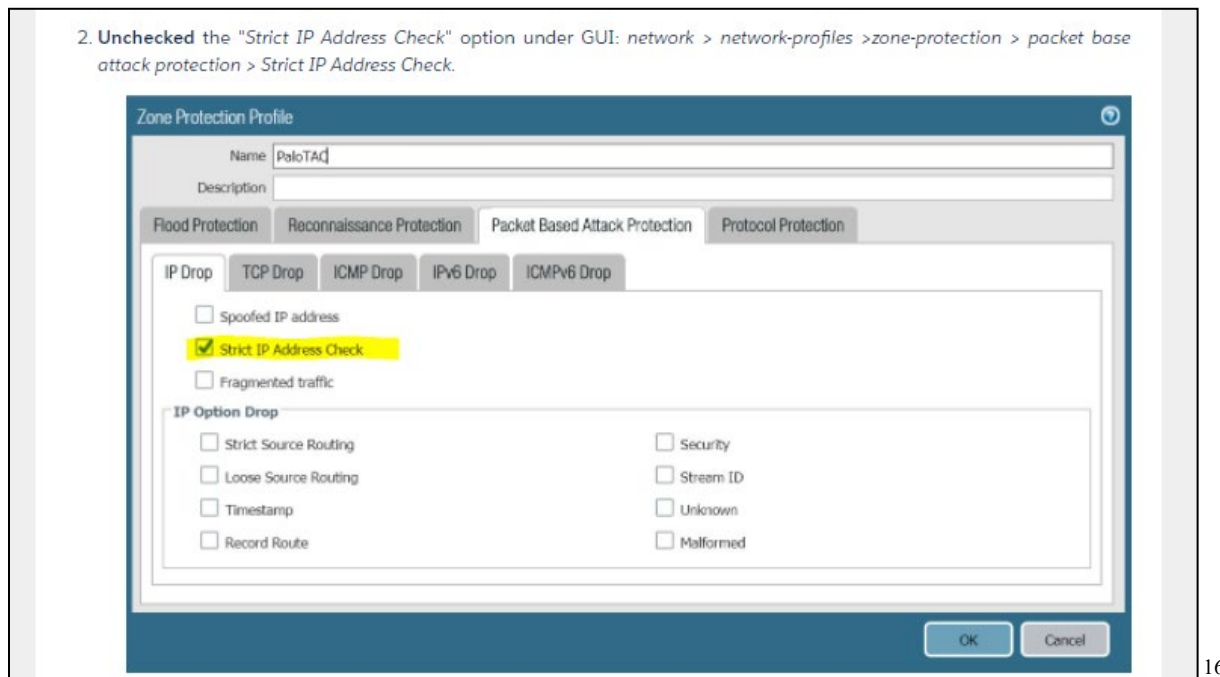 2. Unchecked the "Strict IP Address Check" option under GUI: network > network-profiles >zone-protection > packet base
attack protection > Strict IP Address Check.
Zone Protection Profile
Name PaloTAC
Description
Flood Protection Reconnaissance Protection Packet Based Attack Protection Protocol Protection
IP Drop TCP Drop ICMP Drop IPv6 Drop ICMPv6 Drop
Spoofed IP address
Strict IP Address Check
Fragmented traffic
IP Option Drop
Strict Source Routing Security
Loose Source Routing Stream ID
Timestamp Unknown
Record Route Malformed
OK Cancel
16